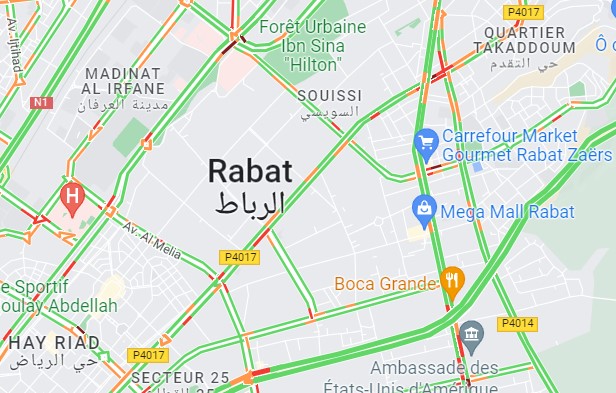 P4017
Forêt Urbaine
Ibn Sina
"Hilton"
QUARTIER
TAKADDOUM
حي التقدم
Av. Ijtihad
MADINAT
AL IRFANE
مدينة العرفان
N1
SOUISSI
السويسي
Carrefour Market
Gourmet Rabat Zaërs
Rabat
الرباط
H
Mega Mall Rabat
Av. Al Melia
P4017
Boca Grande
e Sportif
oulay Abdellah
P4014
HAY RIAD
حي الرياض
P4017
SECTEUR 25
Ambassade des
États-Unis d'Amérique